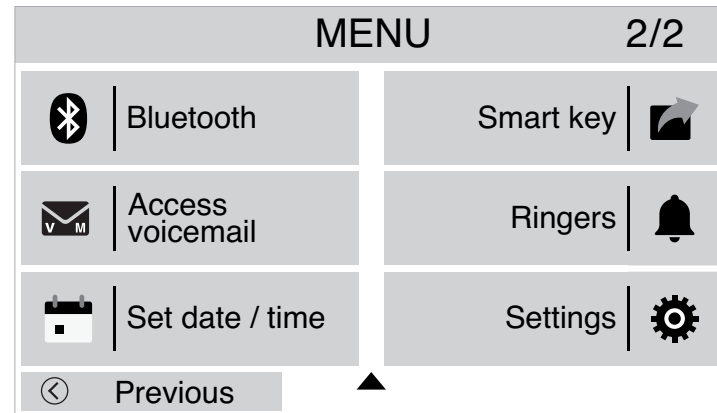 MENU 2/2
Bluetooth
Smart key
Access
voicemail
V M
Ringers
Set date / time
Settings
Previous